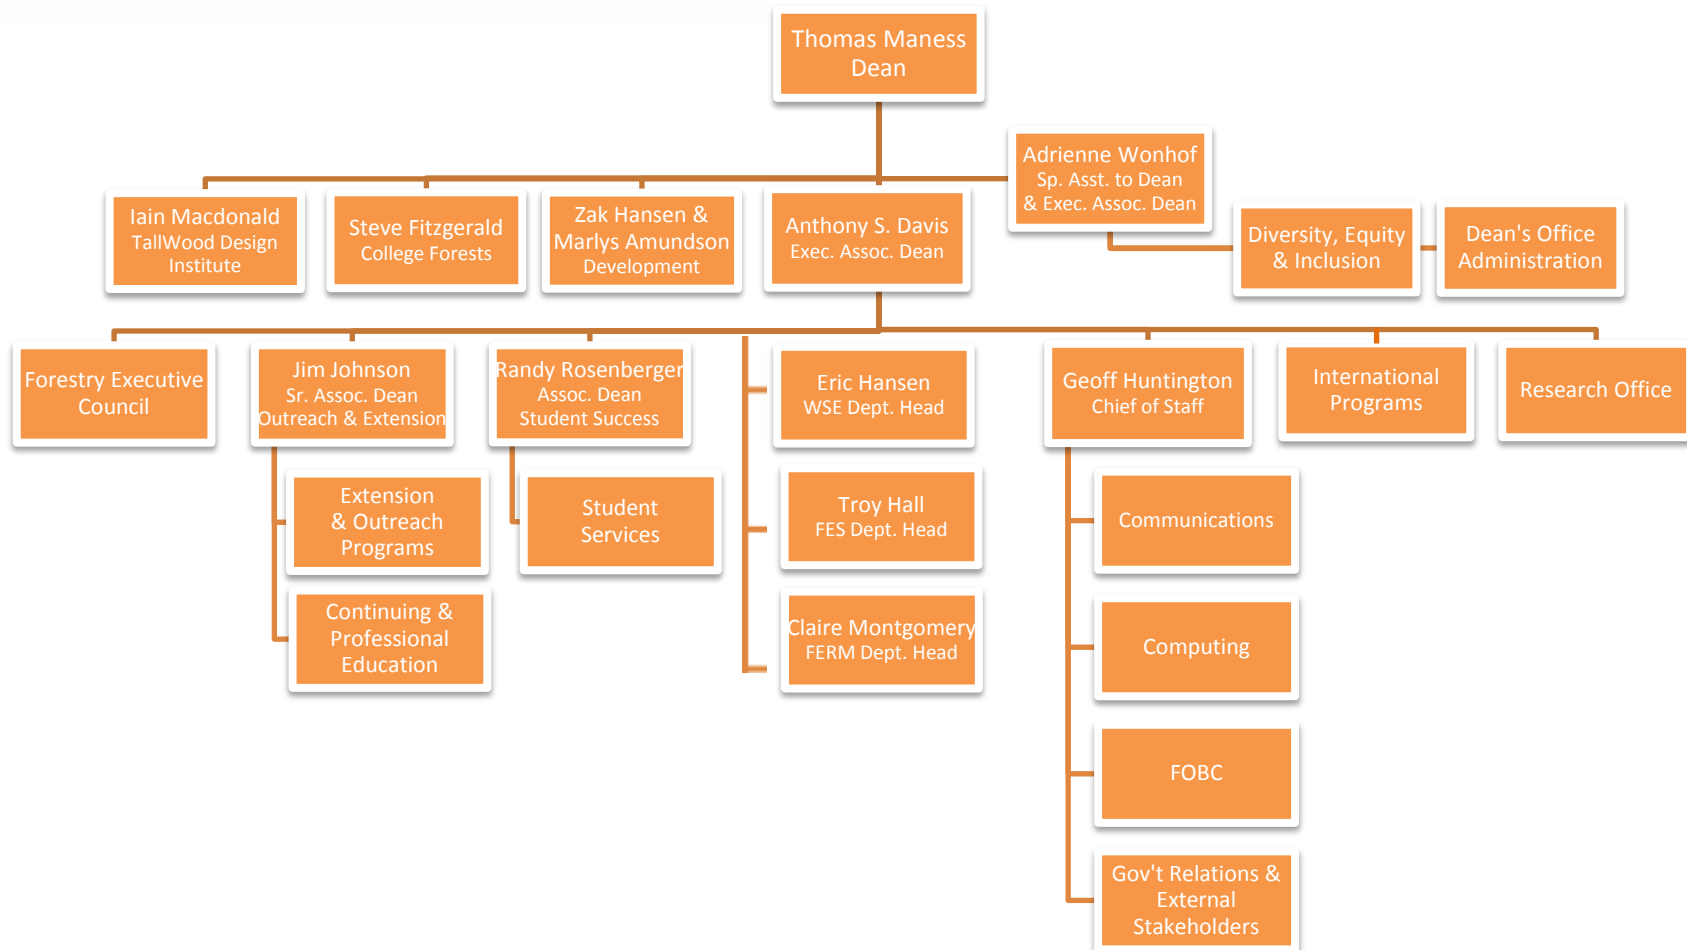 Thomas Maness
Dean
Adrienne Wonhof
Sp. Asst. to Dean
& Exec. Assoc. Dean
Iain Macdonald
TallWood Design
Institute
Steve Fitzgerald
College Forests
Zak Hansen &
Marlys Amundson
Development
Anthony S. Davis
Exec. Assoc. Dean
Diversity, Equity
& Inclusion
Dean's Office
Administration
Forestry Executive
Council
Jim Johnson
Sr. Assoc. Dean
Outreach & Extension
Randy Rosenberger
Assoc. Dean
Student Success
Eric Hansen
WSE Dept. Head
Geoff Huntington
Chief of Staff
International
Programs
Research Office
Extension
& Outreach
Programs
Student
Services
Troy Hall
FES Dept. Head
Communications
Continuing &
Professional
Education
Claire Montgomery
FERM Dept. Head
Computing
FOBC
Gov't Relations &
External
Stakeholders